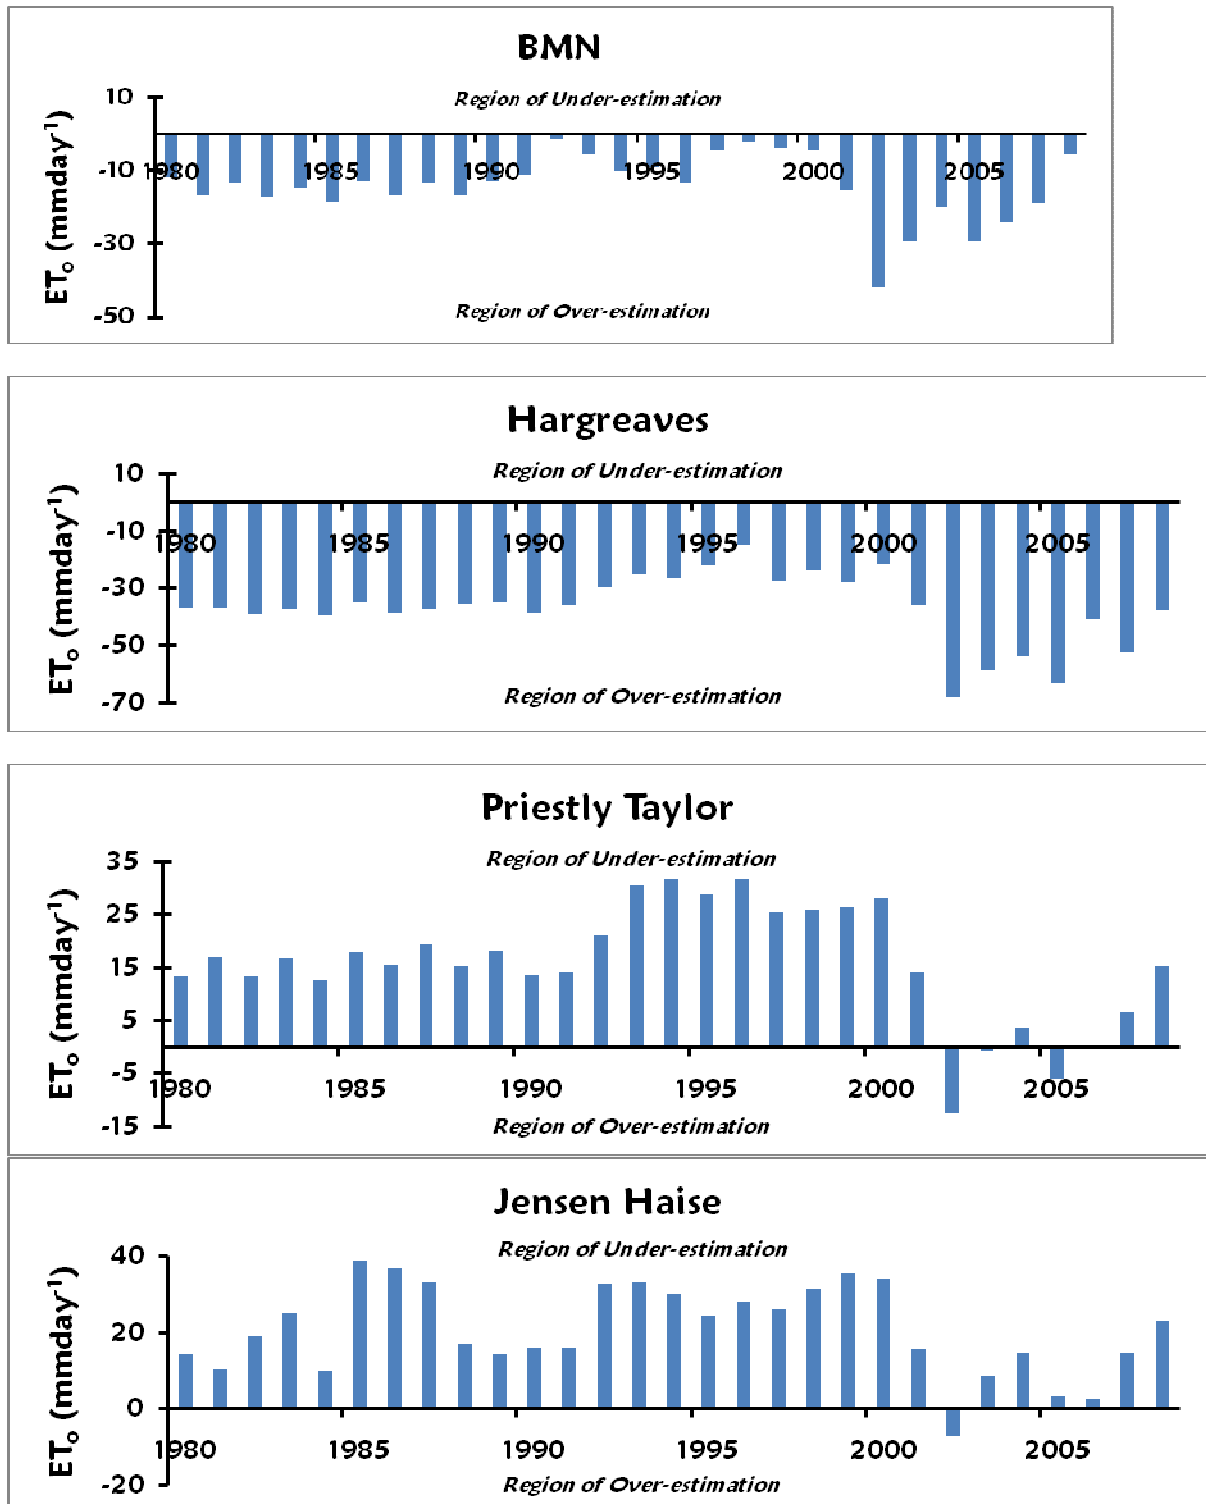 BMN
Region of Under-estimation
10
-10
-30
-50
ETo (mmday-1)
1980 1985 1990 1995 2000 2005
Region of Over-estimation
Hargreaves
Region of Under-estimation
10
-10
-30
-50
-70
ETo (mmday-1)
1980 1985 1990 1995 2000 2005
Region of Over-estimation
Priestly Taylor
Region of Under-estimation
35
25
15
5
-5
-15
ETo (mmday-1)
1980 1985 1990 1995 2000 2005
Region of Over-estimation
Jensen Haise
Region of Under-estimation
40
20
0
-20
ETo (mmday-1)
1980 1985 1990 1995 2000 2005
Region of Over-estimation